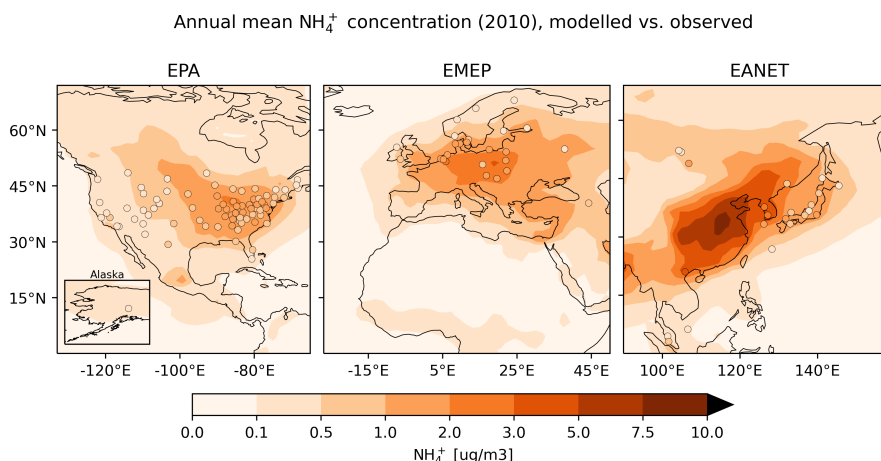 Annual mean NH₄⁺ concentration (2010), modelled vs. observed
EPA
EMEP
EANET
60°N
45°N
30°N
15°N
Alaska
-120°E
-100°E
-80°E
-15°E
5°E
25°E
45°E
100°E
120°E
140°E
0.0
0.1
0.5
1.0
2.0
3.0
5.0
7.5
10.0
NH₄⁺ [ug/m3]